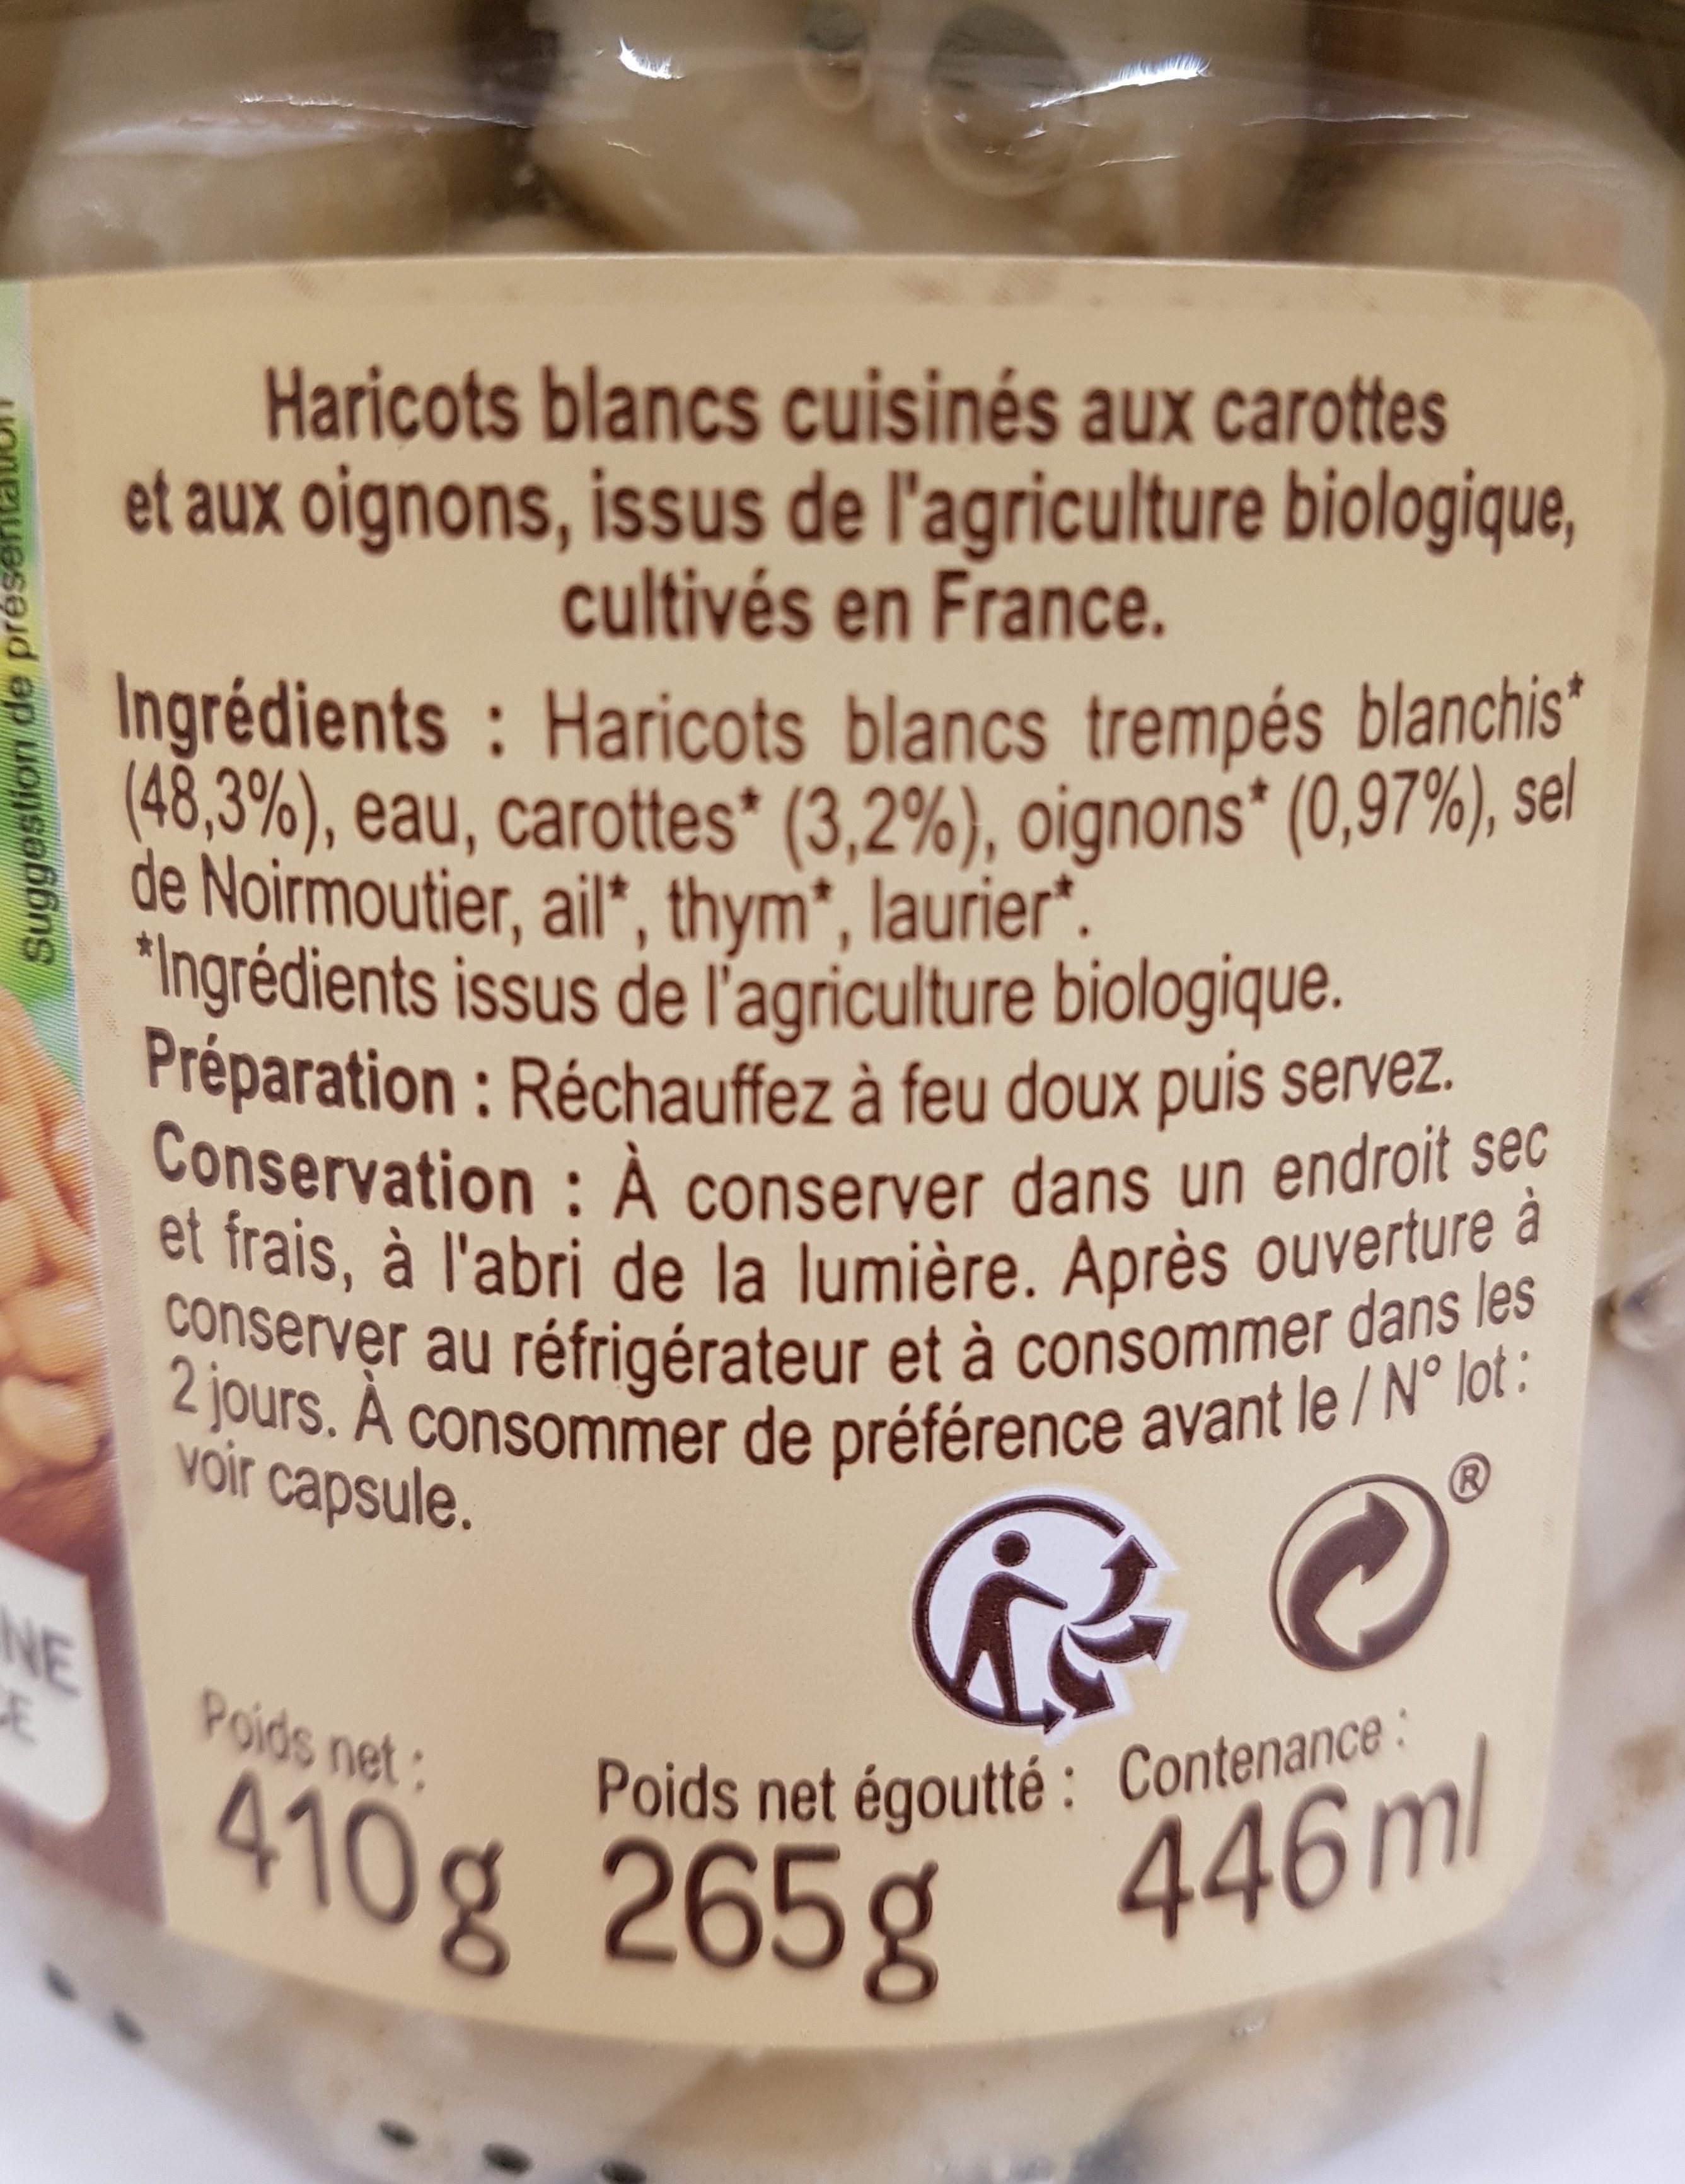 Haricots blancs cuisinés aux carottes
et aux oignons, issus de l'agriculture biologique,
cultivés en France.
Ingrédients : Haricots blancs trempés blanchis*
(48,3%), eau, carottes* (3,2%), oignons* (0,97%), sel
de Noirmoutier, ail*, thym*, laurier*.
*Ingrédients issus de l'agriculture biologique.
Préparation : Réchauffez à feu doux puis servez.
Conservation : À conserver dans un endroit sec
et frais, à l'abri de la lumière. Après ouverture à
conserver au réfrigérateur et à consommer dans les
2 jours. À consommer de préférence avant le / N° lot :
voir capsule.
®
Poids net : Poids net égoutté : Contenance :
410g 265g 446ml
Suggestion de présentation